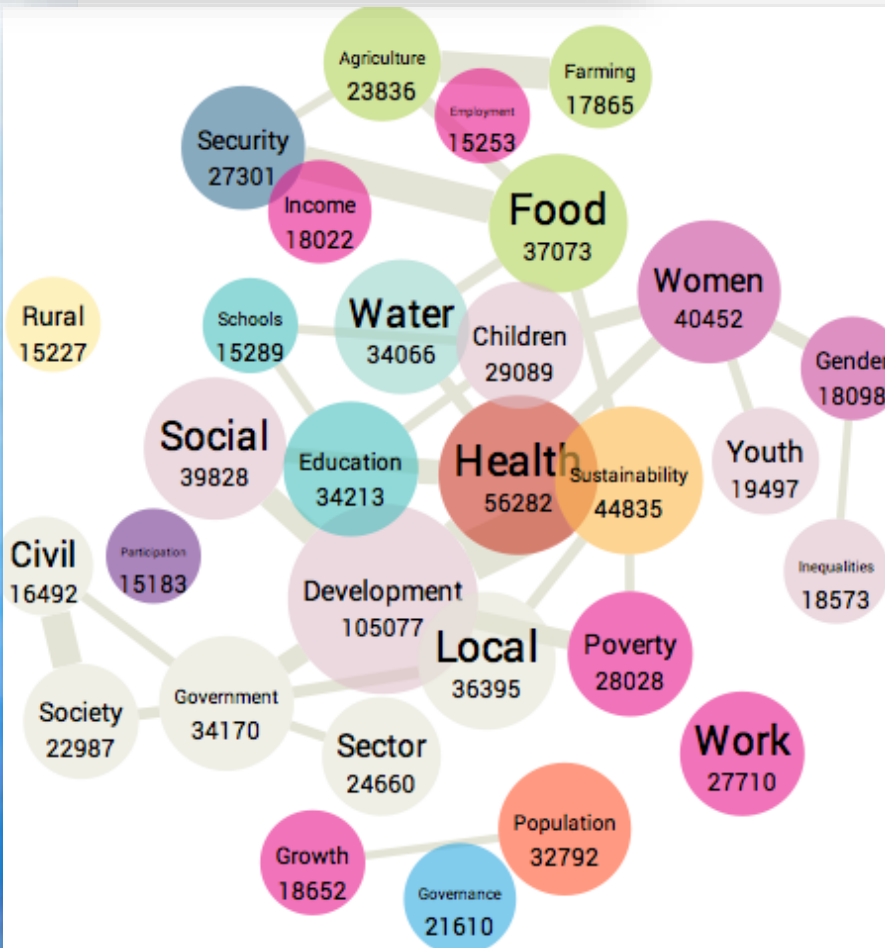 Agriculture
23836
Farming
17865
Employment
15253
Security
27301
Income
18022
Food
37073
Women
40452
Rural
15227
Schools
15289
Water
34066
Children
29089
Gender
18098
Social
39828
Education
34213
Health
56282
Sustainability
44835
Youth
19497
Civil
16492
Participation
15183
Development
105077
Inequalities
18573
Local
36395
Poverty
28028
Society
22987
Government
34170
Sector
24660
Work
27710
Population
32792
Growth
18652
Governance
21610